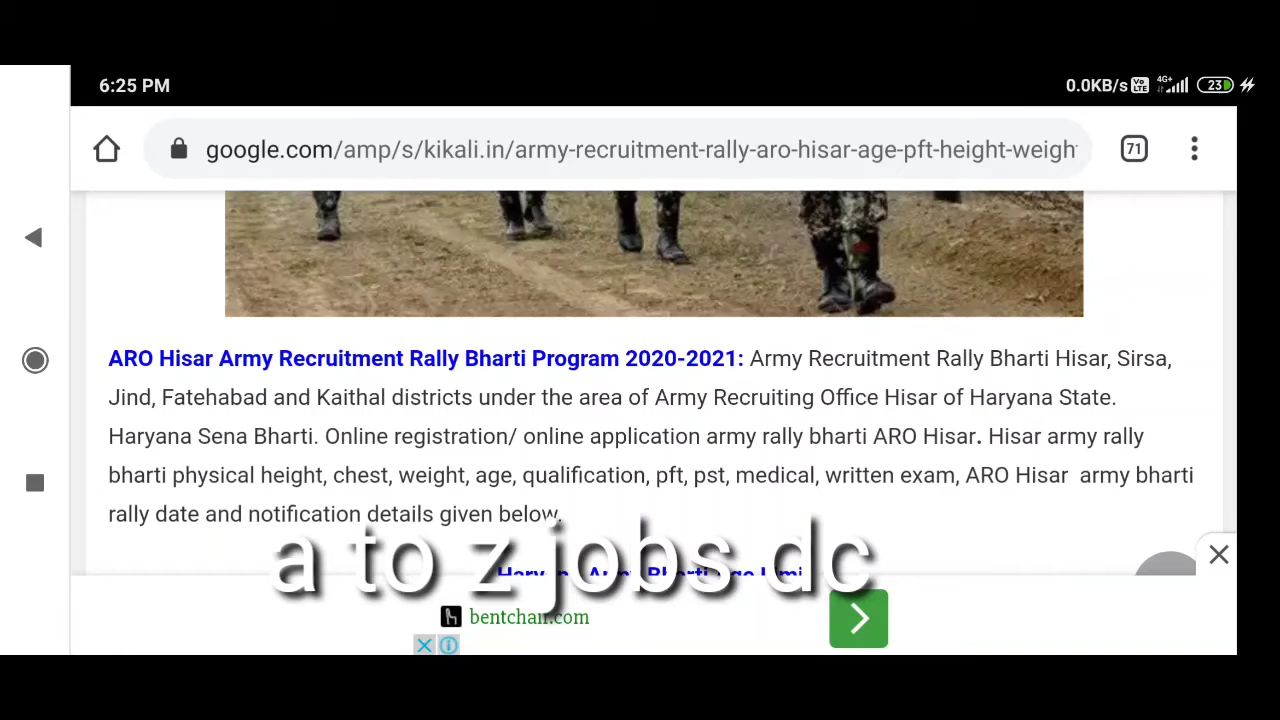 6:25 PM
0.0KB/s Vo LTE 4G+ 23
google.com/amp/s/kikali.in/army-recruitment-rally-aro-hisar-age-pft-height-weigh
71
ARO Hisar Army Recruitment Rally Bharti Program 2020-2021: Army Recruitment Rally Bharti Hisar, Sirsa,
Jind, Fatehabad and Kaithal districts under the area of Army Recruiting Office Hisar of Haryana State.
Haryana Sena Bharti. Online registration/ online application army rally bharti ARO Hisar. Hisar army rally
bharti physical height, chest, weight, age, qualification, pft, pst, medical, written exam, ARO Hisar army bharti
rally date and notification details given below.
a to z jobs dc
Army Bharti
bentchair.com